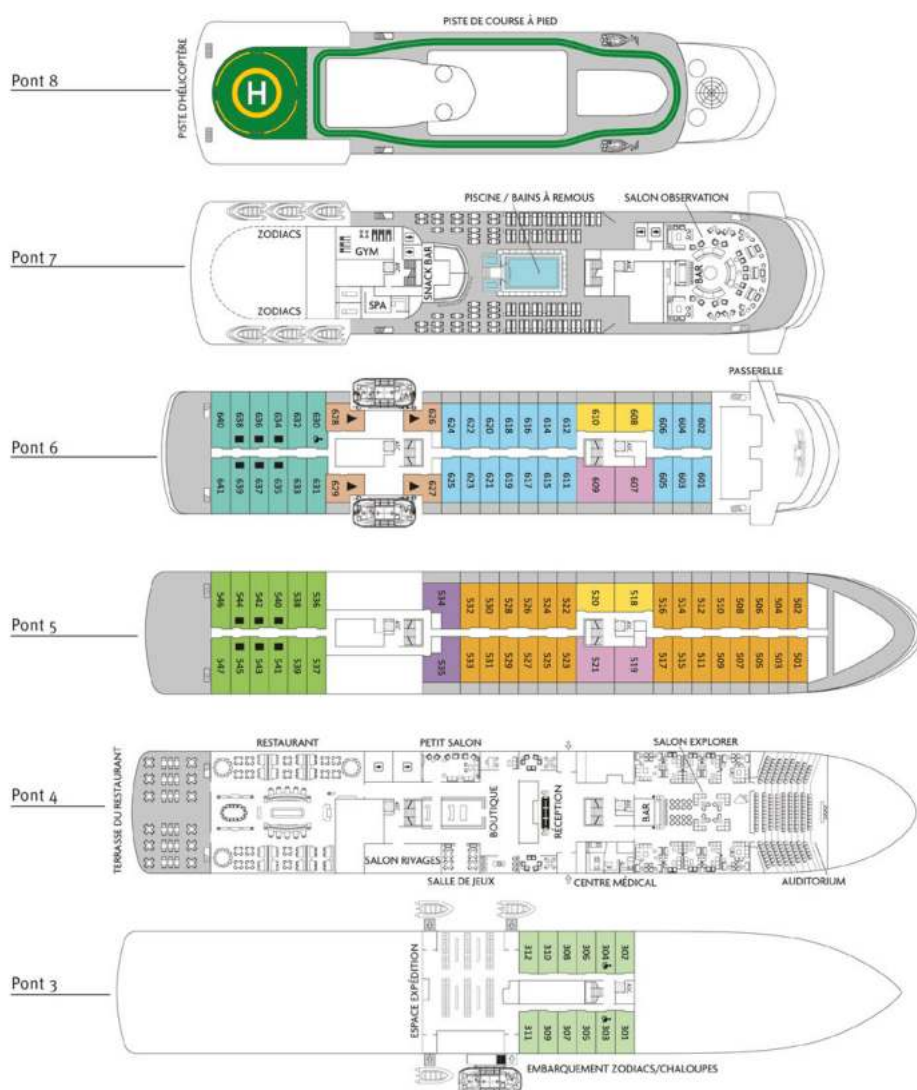 PISTE DE COURSE À PIED
Pont 8
PISTE D'HÉLICOPTÈRE
H
PISCINE / BAINS À REMOUS
SALON OBSERVATION
ZODIACS
GYM
Pont 7
SNACK BAR
BAR
SPA
ZODIACS
PASSERELLE
640 638 636 634 632 630 628 626 624 622 620 618 616 614 612 610 608 606 604 602
Pont 6
641 639 637 635 633 631 629 627 625 623 621 619 617 615 611 609 607 605 603 601
546 544 542 540 538 536 534 532 530 528 526 524 522 520 518 516 514 512 510 508 506 504 502
Pont 5
547 545 543 541 539 537 535 533 531 529 527 525 523 521 519 517 515 511 509 507 505 503 501
RESTAURANT
PETIT SALON
SALON EXPLORER
TERRASSE DU RESTAURANT
Pont 4
BOUTIQUE
RÉCEPTION
BAR
SALON RIVAGES
SALLE DE JEUX
CENTRE MÉDICAL
AUDITORIUM
ESPACE EXPÉDITION
312 310 308 306 304 302
Pont 3
311 309 307 305 303 301
EMBARQUEMENT ZODIACS/CHALOUPES